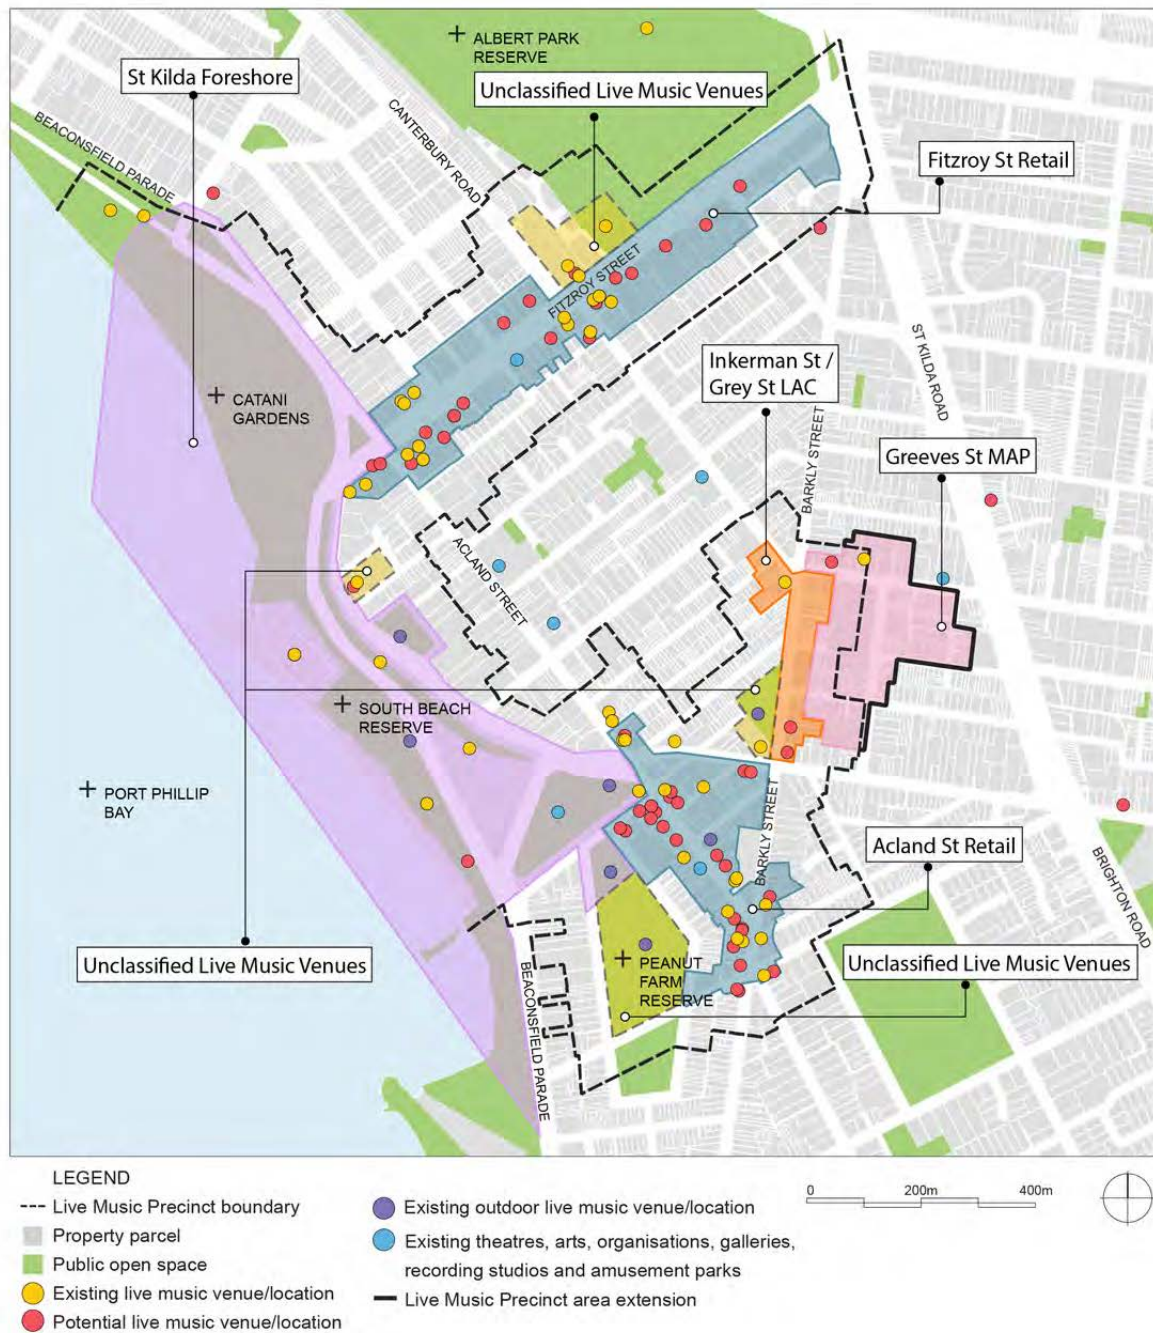 ALBERT PARK
RESERVE
St Kilda Foreshore
Unclassified Live Music Venues
BEACONSFIELD PARADE
CANTERBURY ROAD
Fitzroy St Retail
FITZROY STREET
ST KILDA ROAD
Inkerman St /
Grey St LAC
CATANI
GARDENS
BARKLY STREET
Greeves St MAP
ACLAND STREET
SOUTH BEACH
RESERVE
PORT PHILLIP
BAY
BARKLY STREET
Acland St Retail
BRIGHTON ROAD
Unclassified Live Music Venues
BEACONSFIELD PARADE
PEANUT
FARM
RESERVE
Unclassified Live Music Venues
LEGEND
Live Music Precinct boundary
Property parcel
Public open space
Existing live music venue/location
Potential live music venue/location
Existing outdoor live music venue/location
Existing theatres, arts, organisations, galleries,
recording studios and amusement parks
Live Music Precinct area extension
0 200m 400m